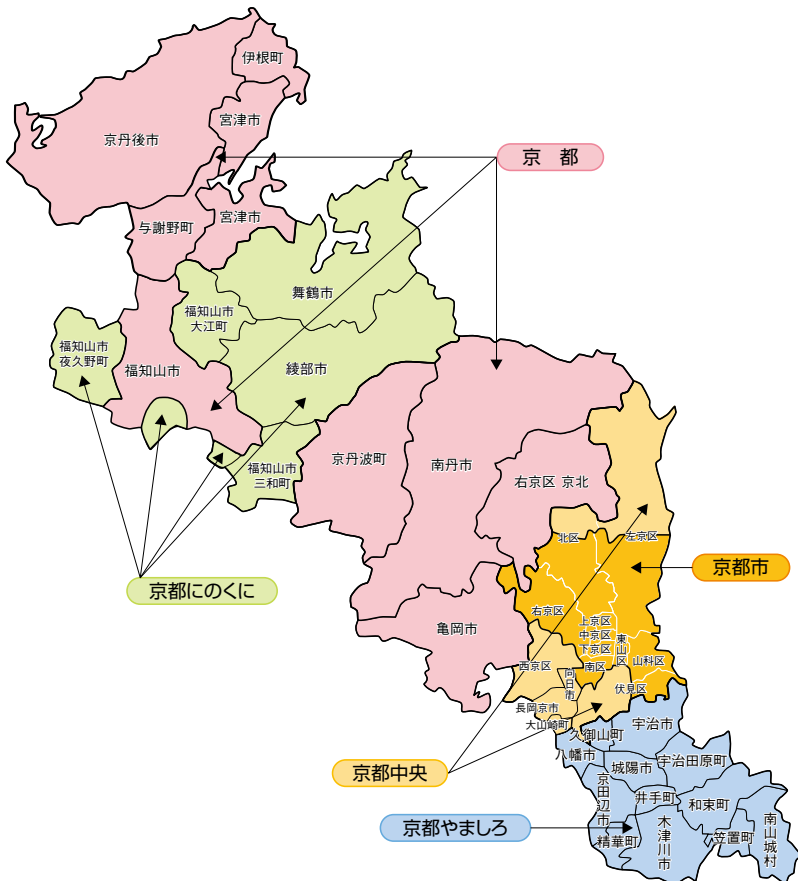 伊根町
宮津市
京丹後市
京　都
与謝野町
宮津市
舞鶴市
福知山市
大江町
福知山市
夜久野町
福知山市
綾部市
京丹波町
南丹市
福知山市
三和町
右京区 京北
北区
左京区
京都市
京都にのくに
右京区
上京区
中京区
下京区
東山区
亀岡市
西京区
南区
山科区
向日市
伏見区
長岡京市
大山崎町
久御山町
宇治市
八幡市
城陽市
宇治田原町
京都中央
京田辺市
井手町
和束町
京都やましろ
精華町
木津川市
笠置町
南山城村